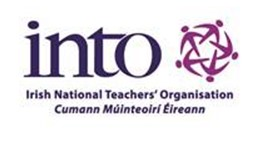 into
Irish National Teachers' Organisation
Cumann Múinteoirí Éireann